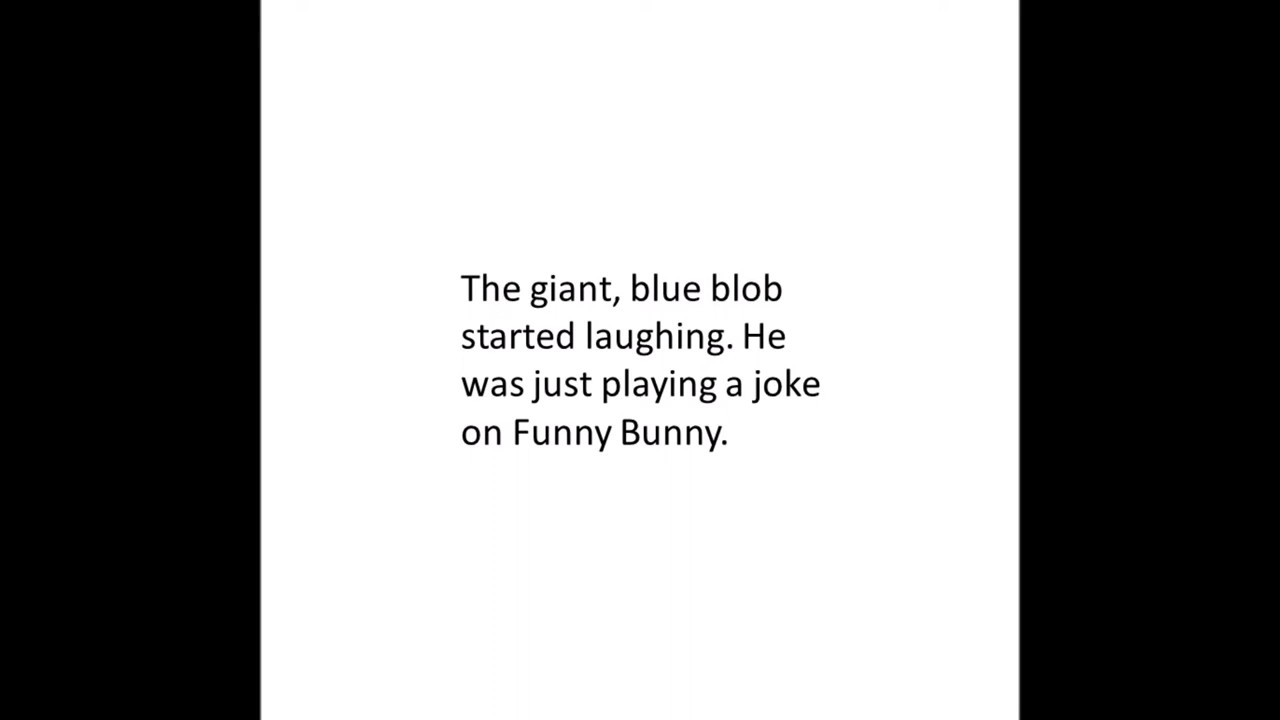 The giant, blue blob
started laughing. He
was just playing a joke
on Funny Bunny.